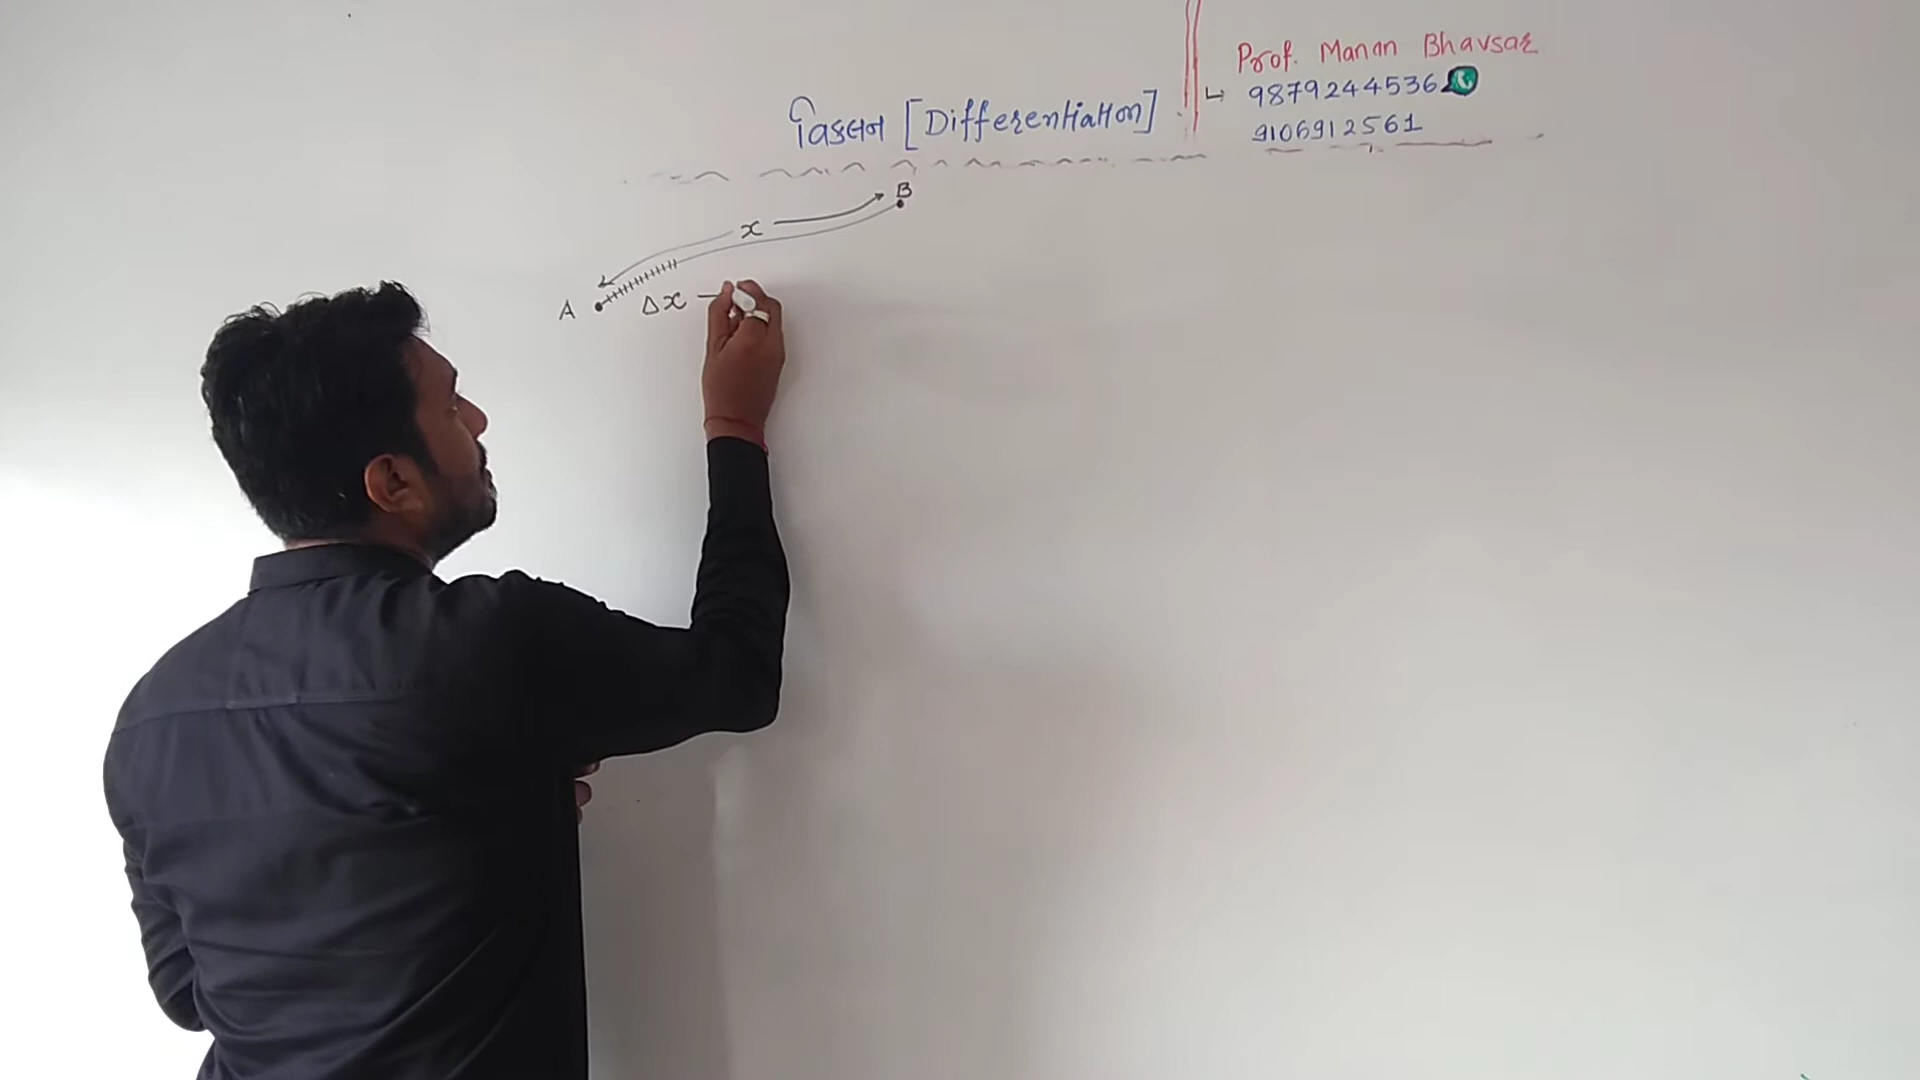 વિકલન [Differentiation]
Prof. Manan Bhavsar
↳ 9879244536
9106912561
B
x
A
Δx –